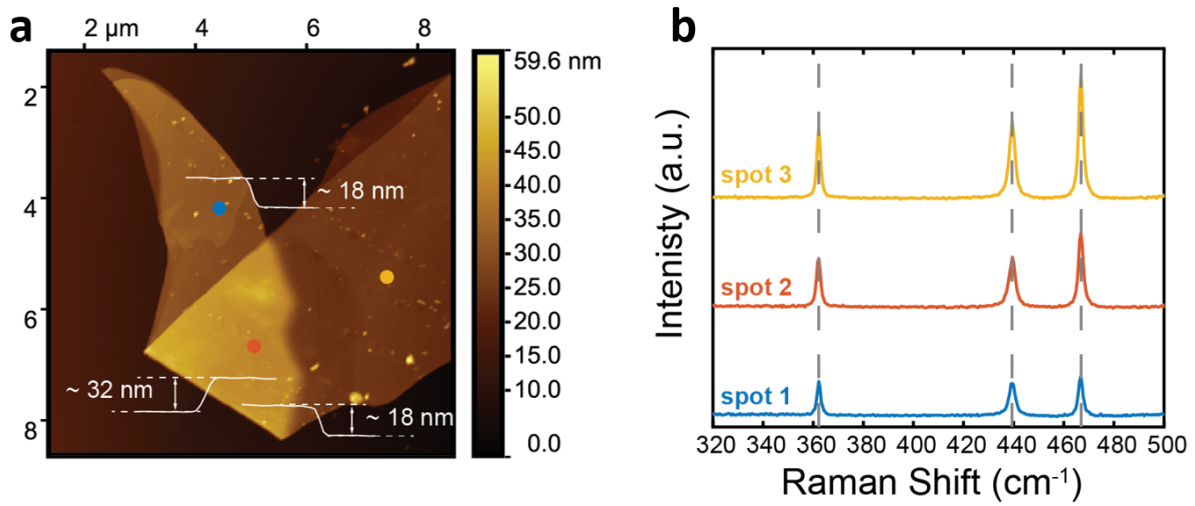 a
b
2 µm 4 6 8
2
4
6
8
~ 18 nm
~ 32 nm
~ 18 nm
59.6 nm
50.0
45.0
40.0
35.0
30.0
25.0
20.0
15.0
10.0
0.0
Intenisty (a.u.)
spot 3
spot 2
spot 1
320 340 360 380 400 420 440 460 480 500
Raman Shift (cm-1)